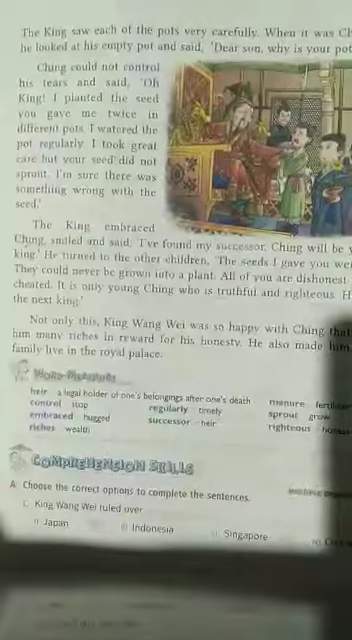 The King saw each of the pots very carefully. When it was
he looked at his empty pot and said, 'Dear son, why is your pot
Ching could not control
his tears and said, 'Oh
King! I planted the seed
you gave me twice in
different pots. I watered the
pot regularly. I took great
care but your seed did not
sprout. I'm sure there was
something wrong with the
seed.'
The King embraced
Ching, smiled and said, 'I've found my successor. Ching will be
king.' He turned to the other children, 'The seeds I gave you
They could never be grown into a plant. All of you are dishonest
cheated. It is only young Ching who is truthful and righteous.
the next king.'
Not only this, King Wang Wei was so happy with Ching that
him many riches in reward for his honesty. He also made him
family live in the royal palace.
Word-Meanings
heir a legal holder of one's belongings after one's death manure
control stop regularly timely sprout grow
embraced hugged successor heir righteous
riches wealth
COMPREHENSION SKILLS
A. Choose the correct options to complete the sentences.
King Wang Wei ruled over
Japan Indonesia Singapore